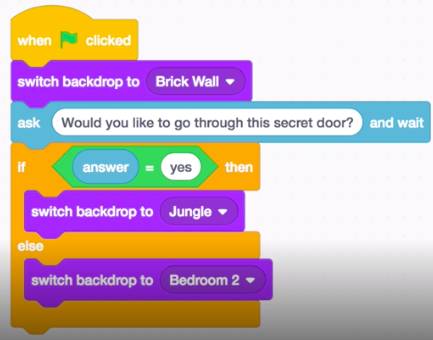 when clicked
switch backdrop to Brick Wall
ask Would you like to go through this secret door? and wait
if answer = yes then
switch backdrop to Jungle
else
switch backdrop to Bedroom 2